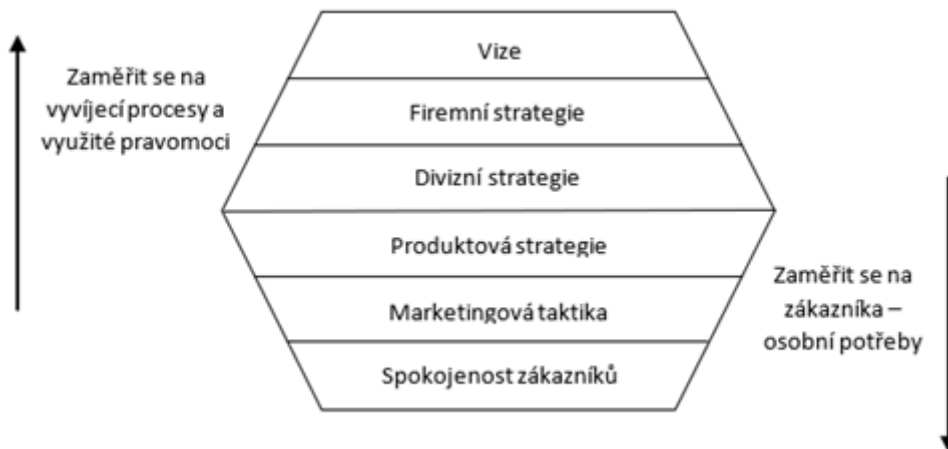 Vize
Zaměřit se na
vyvíjecí procesy a
využité pravomoci
Firemní strategie
Divizní strategie
Produktová strategie
Zaměřit se na
zákazníka –
osobní potřeby
Marketingová taktika
Spokojenost zákazníků